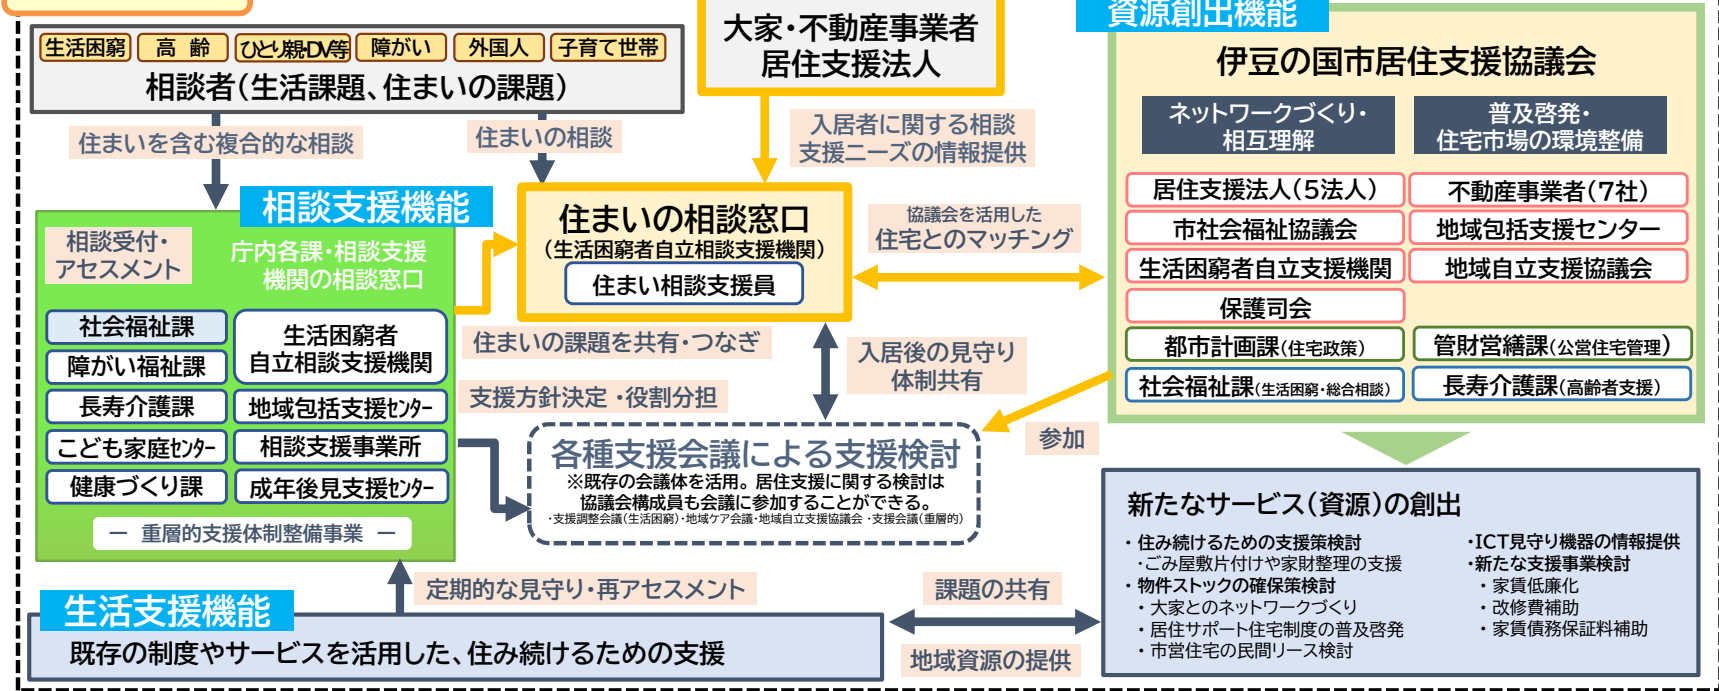 生活困窮
高 齢
ひとり親・DV等
障がい
外国人
子育て世帯
相談者(生活課題、住まいの課題)
大家・不動産事業者
居住支援法人
住まいを含む複合的な相談
住まいの相談
入居者に関する相談
支援ニーズの情報提供
相談支援機能
相談受付・
アセスメント
庁内各課・相談支援
機関の相談窓口
社会福祉課
障がい福祉課
長寿介護課
こども家庭センター
健康づくり課
生活困窮者
自立相談支援機関
地域包括支援センター
相談支援事業所
成年後見支援センター
― 重層的支援体制整備事業 ―
住まいの相談窓口
(生活困窮者自立相談支援機関)
住まい相談支援員
協議会を活用した
住宅とのマッチング
住まいの課題を共有・つなぎ
入居後の見守り
体制共有
支援方針決定・役割分担
各種支援会議による支援検討
※既存の会議体を活用。居住支援に関する検討は
協議会構成員も会議に参加することができる。
・支援調整会議(生活困窮)・地域ケア会議・地域自立支援協議会・支援会議(重層的)
参加
資源創出機能
伊豆の国市居住支援協議会
ネットワークづくり・
相互理解
普及啓発・
住宅市場の環境整備
居住支援法人(5法人)
不動産事業者(7社)
市社会福祉協議会
地域包括支援センター
生活困窮者自立支援機関
地域自立支援協議会
保護司会
都市計画課(住宅政策)
管財営繕課(公営住宅管理)
社会福祉課(生活困窮・総合相談)
長寿介護課(高齢者支援)
新たなサービス(資源)の創出
・住み続けるための支援策検討
・ごみ屋敷片付けや家財整理の支援
・物件ストックの確保策検討
・大家とのネットワークづくり
・居住サポート住宅制度の普及啓発
・市営住宅の民間リース検討
・ICT見守り機器の情報提供
・新たな支援事業検討
・家賃低廉化
・改修費補助
・家賃債務保証料補助
定期的な見守り・再アセスメント
課題の共有
地域資源の提供
生活支援機能
既存の制度やサービスを活用した、住み続けるための支援